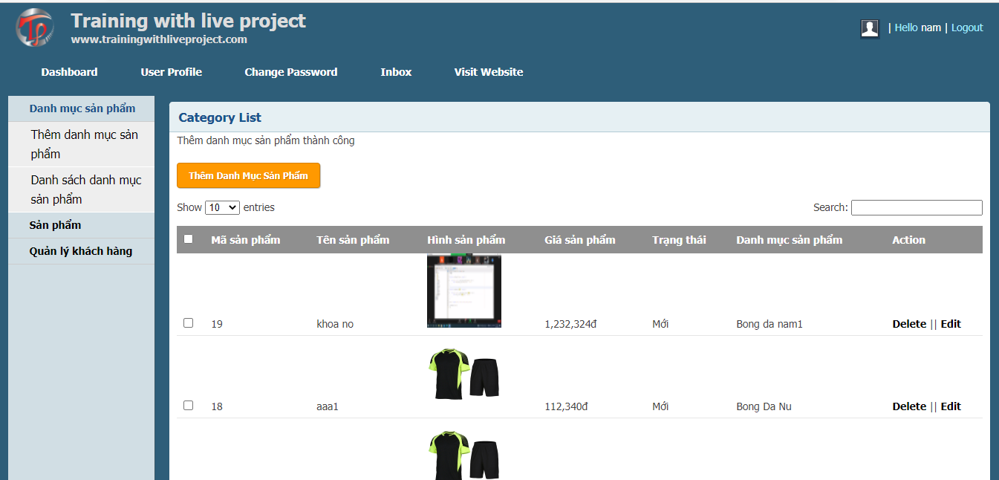 Training with live project
www.trainingwithliveproject.com
| Hello nam | Logout
Dashboard User Profile Change Password Inbox Visit Website
Danh mục sản phẩm
Thêm danh mục sản
phẩm
Danh sách danh mục
sản phẩm
Sản phẩm
Quản lý khách hàng
Category List
Thêm danh mục sản phẩm thành công
Thêm Danh Mục Sản Phẩm
Show 10 entries
Search:
Mã sản phẩm Tên sản phẩm Hình sản phẩm Giá sản phẩm Trạng thái Danh mục sản phẩm Action
19 khoa no 1,232,324đ Mới Bong da nam1 Delete || Edit
18 aaa1 112,340đ Mới Bong Da Nu Delete || Edit